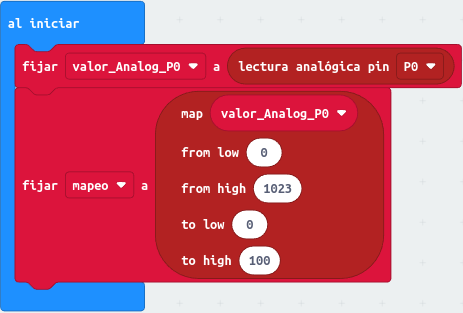 al iniciar
fijar valor_Analog_P0 a lectura analógica pin P0
map valor_Analog_P0
from low 0
from high 1023
fijar mapeo a
to low 0
to high 100